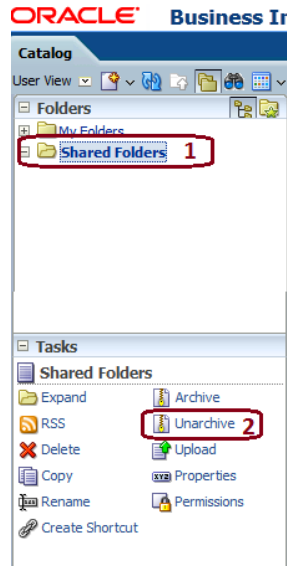 ORACLE Business In
Catalog
User View
Folders
My Folders
Shared Folders 1
Tasks
Shared Folders
Expand Archive
RSS Unarchive 2
Delete Upload
Copy xyz Properties
Rename Permissions
Create Shortcut